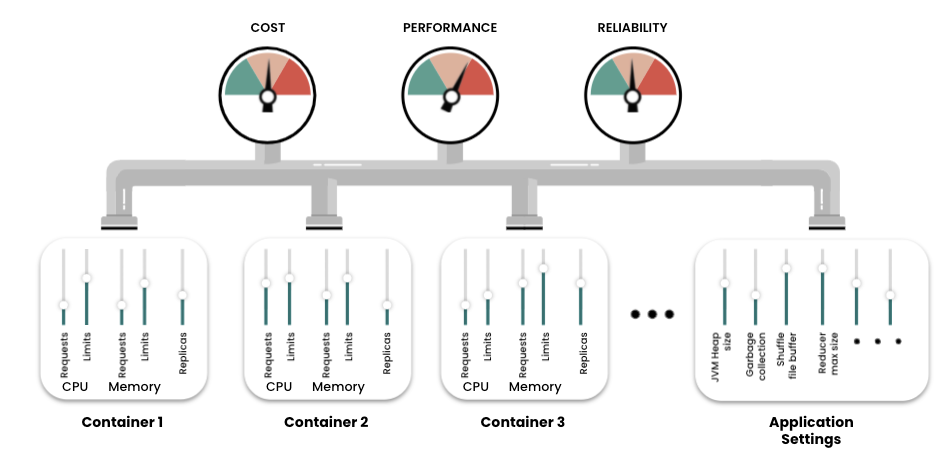 COST
PERFORMANCE
RELIABILITY
Requests
Limits
Requests
Limits
Replicas
CPU
Memory
Container 1
Requests
Limits
Requests
Limits
Replicas
CPU
Memory
Container 2
Requests
Limits
Requests
Limits
Replicas
CPU
Memory
Container 3
JVM Heap
size
Garbage
collection
Shuffle
file buffer
Reducer
max size
Application
Settings